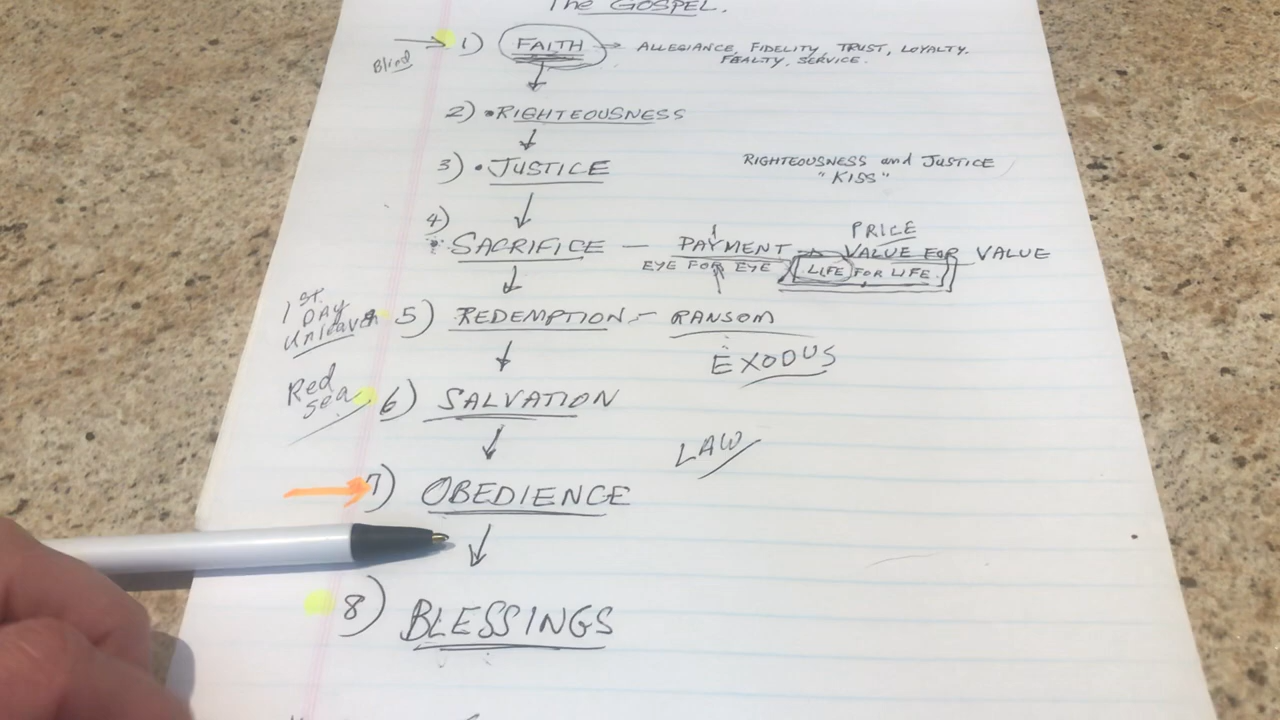 The GOSPEL.
1) FAITH → ALLEGIANCE, FIDELITY, TRUST, LOYALTY.
FEALTY, SERVICE.
Blind
2) • RIGHTEOUSNESS
3) • JUSTICE
RIGHTEOUSNESS and JUSTICE
"KISS"
4)
PRICE
• SACRIFICE — PAYMENT — VALUE FOR VALUE
EYE FOR EYE LIFE FOR LIFE.
1st
DAY
Unleaven
5) REDEMPTION — RANSOM
EXODUS
Red
Sea
6) SALVATION
LAW
7) OBEDIENCE
8) BLESSINGS